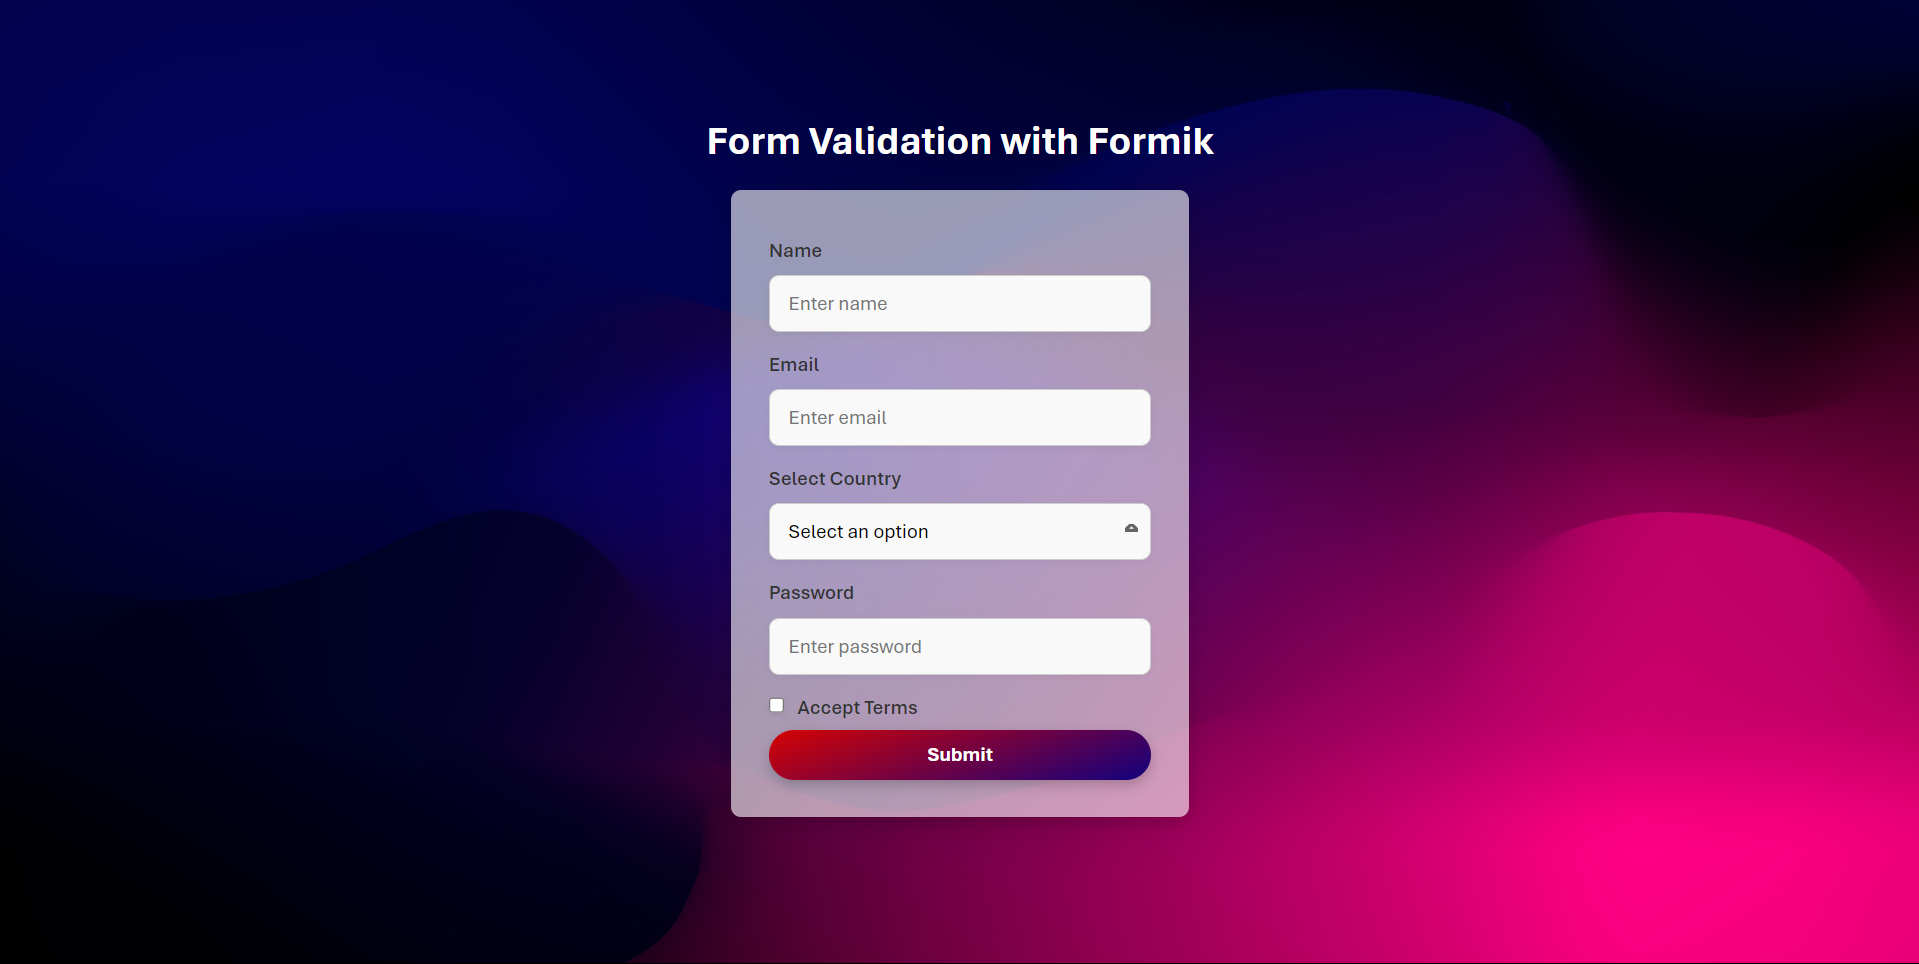 Form Validation with Formik
Name
Enter name
Email
Enter email
Select Country
Select an option
Password
Enter password
Accept Terms
Submit